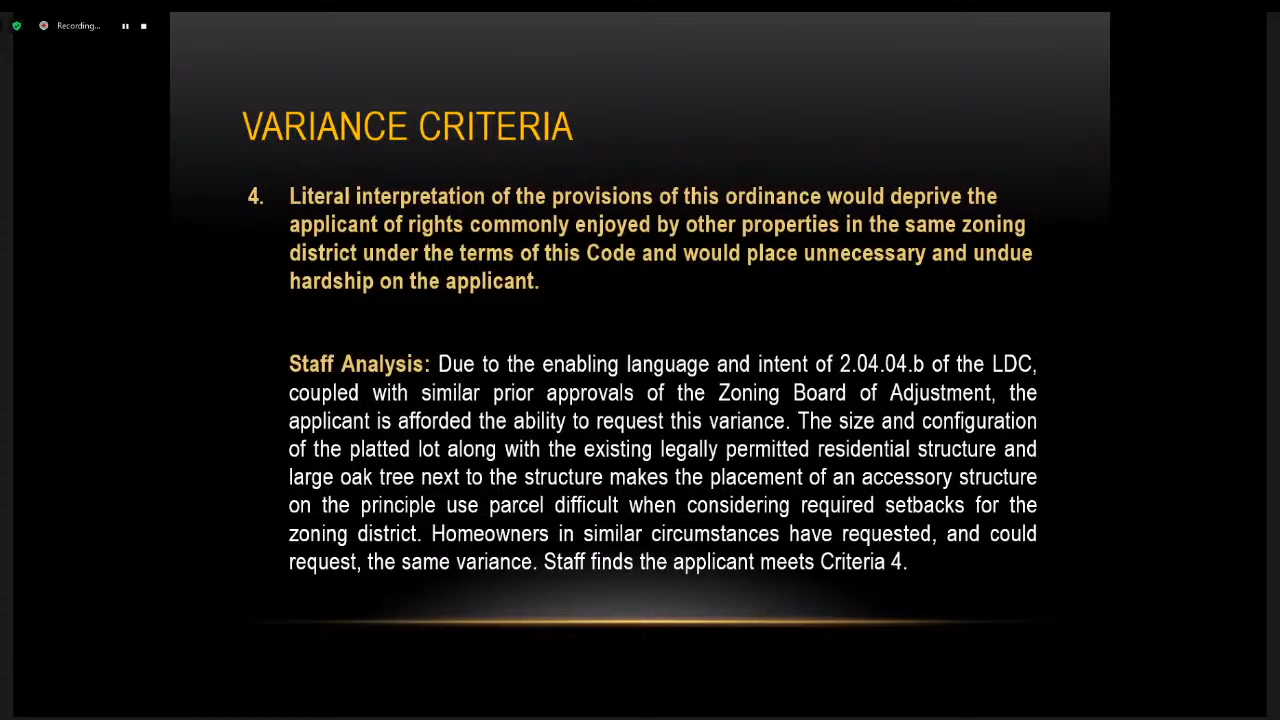 Recording...
VARIANCE CRITERIA
4. Literal interpretation of the provisions of this ordinance would deprive the
applicant of rights commonly enjoyed by other properties in the same zoning
district under the terms of this Code and would place unnecessary and undue
hardship on the applicant.
Staff Analysis: Due to the enabling language and intent of 2.04.04.b of the LDC,
coupled with similar prior approvals of the Zoning Board of Adjustment, the
applicant is afforded the ability to request this variance. The size and configuration
of the platted lot along with the existing legally permitted residential structure and
large oak tree next to the structure makes the placement of an accessory structure
on the principle use parcel difficult when considering required setbacks for the
zoning district. Homeowners in similar circumstances have requested, and could
request, the same variance. Staff finds the applicant meets Criteria 4.